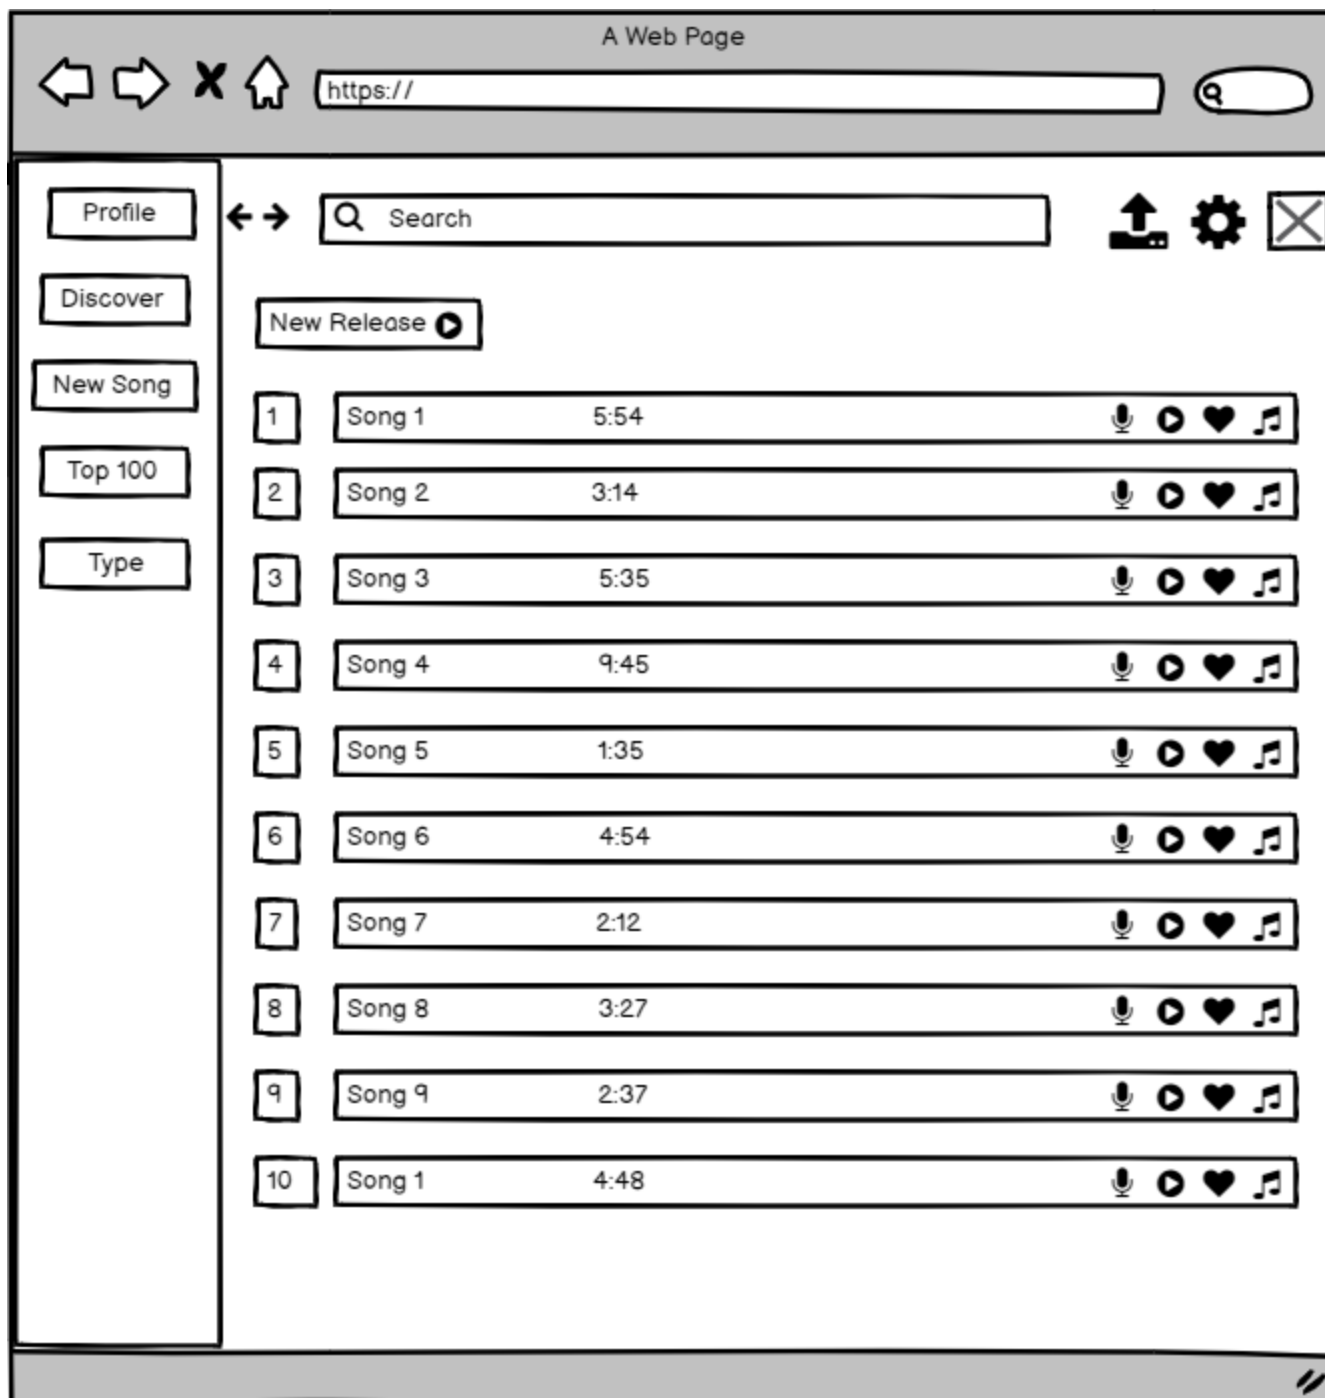 A Web Page
https://
Profile
Search
Discover
New Release
New Song
1 Song 1 5:54
Top 100
2 Song 2 3:14
Type
3 Song 3 5:35
4 Song 4 9:45
5 Song 5 1:35
6 Song 6 4:54
7 Song 7 2:12
8 Song 8 3:27
9 Song 9 2:37
10 Song 1 4:48